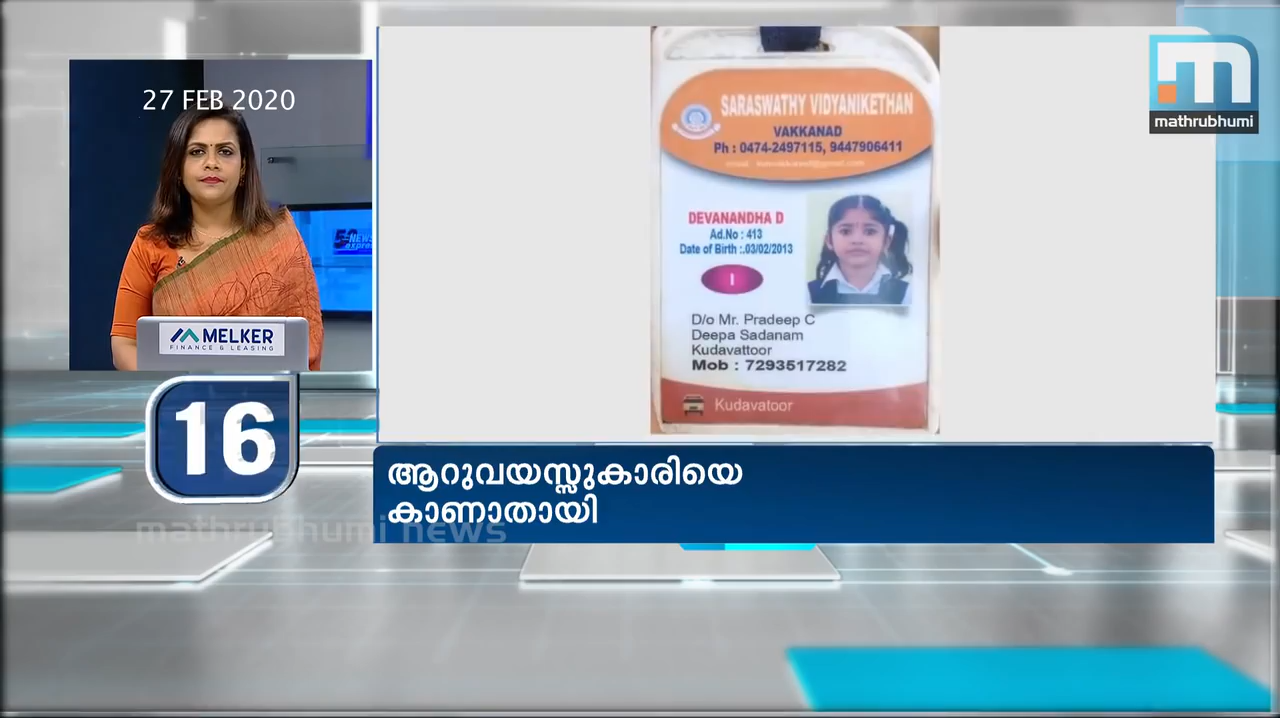 27 FEB 2020
mathrubhumi
SARASWATHY VIDYANIKETHAN
VAKKANAD
Ph : 0474-2497115, 9447906411
DEVANANDHA D
Ad.No : 413
Date of Birth :.03/02/2013
I
D/o Mr. Pradeep C
Deepa Sadanam
Kudavattoor
Mob : 7293517282
Kudavatoor
NEWS
MELKER
FINANCE & LEASING
16
ആറുവയസ്സുകാരിയെ
കാണാതായി
mathrubhumi news